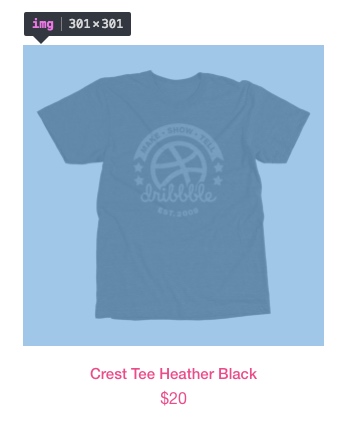 img | 301×301
MAKE • SHOW • TELL
dribbble
EST. 2009
Crest Tee Heather Black
$20